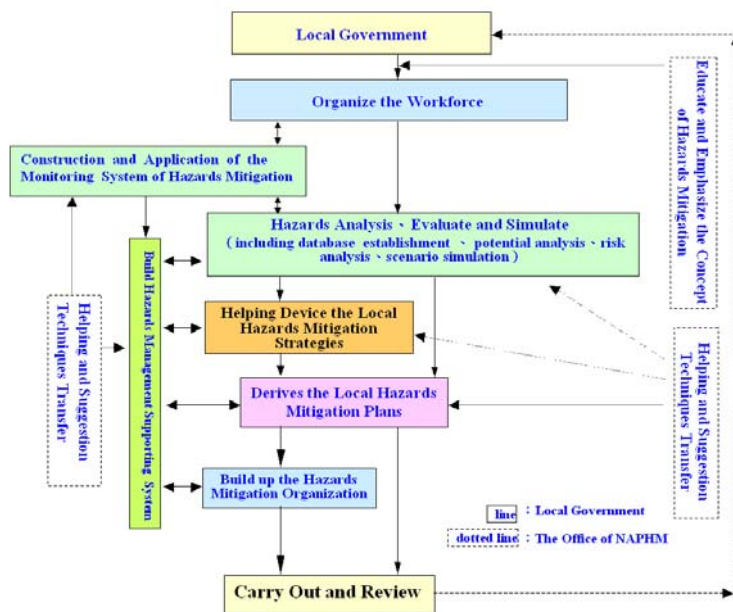 Local Government
Organize the Workforce
Educate and Emphasize the Concept
of Hazards Mitigation
Construction and Application of the
Monitoring System of Hazards Mitigation
Hazards Analysis、Evaluate and Simulate
(including database establishment 、 potential analysis、risk
analysis、scenario simulation)
Build Hazards Management Supporting System
Helping and Suggestion
Techniques Transfer
Helping Device the Local
Hazards Mitigation
Strategies
Helping and Suggestion
Techniques Transfer
Derives the Local Hazards
Mitigation Plans
Build up the Hazards
Mitigation Organization
line：Local Government
dotted line：The Office of NAPHM
Carry Out and Review